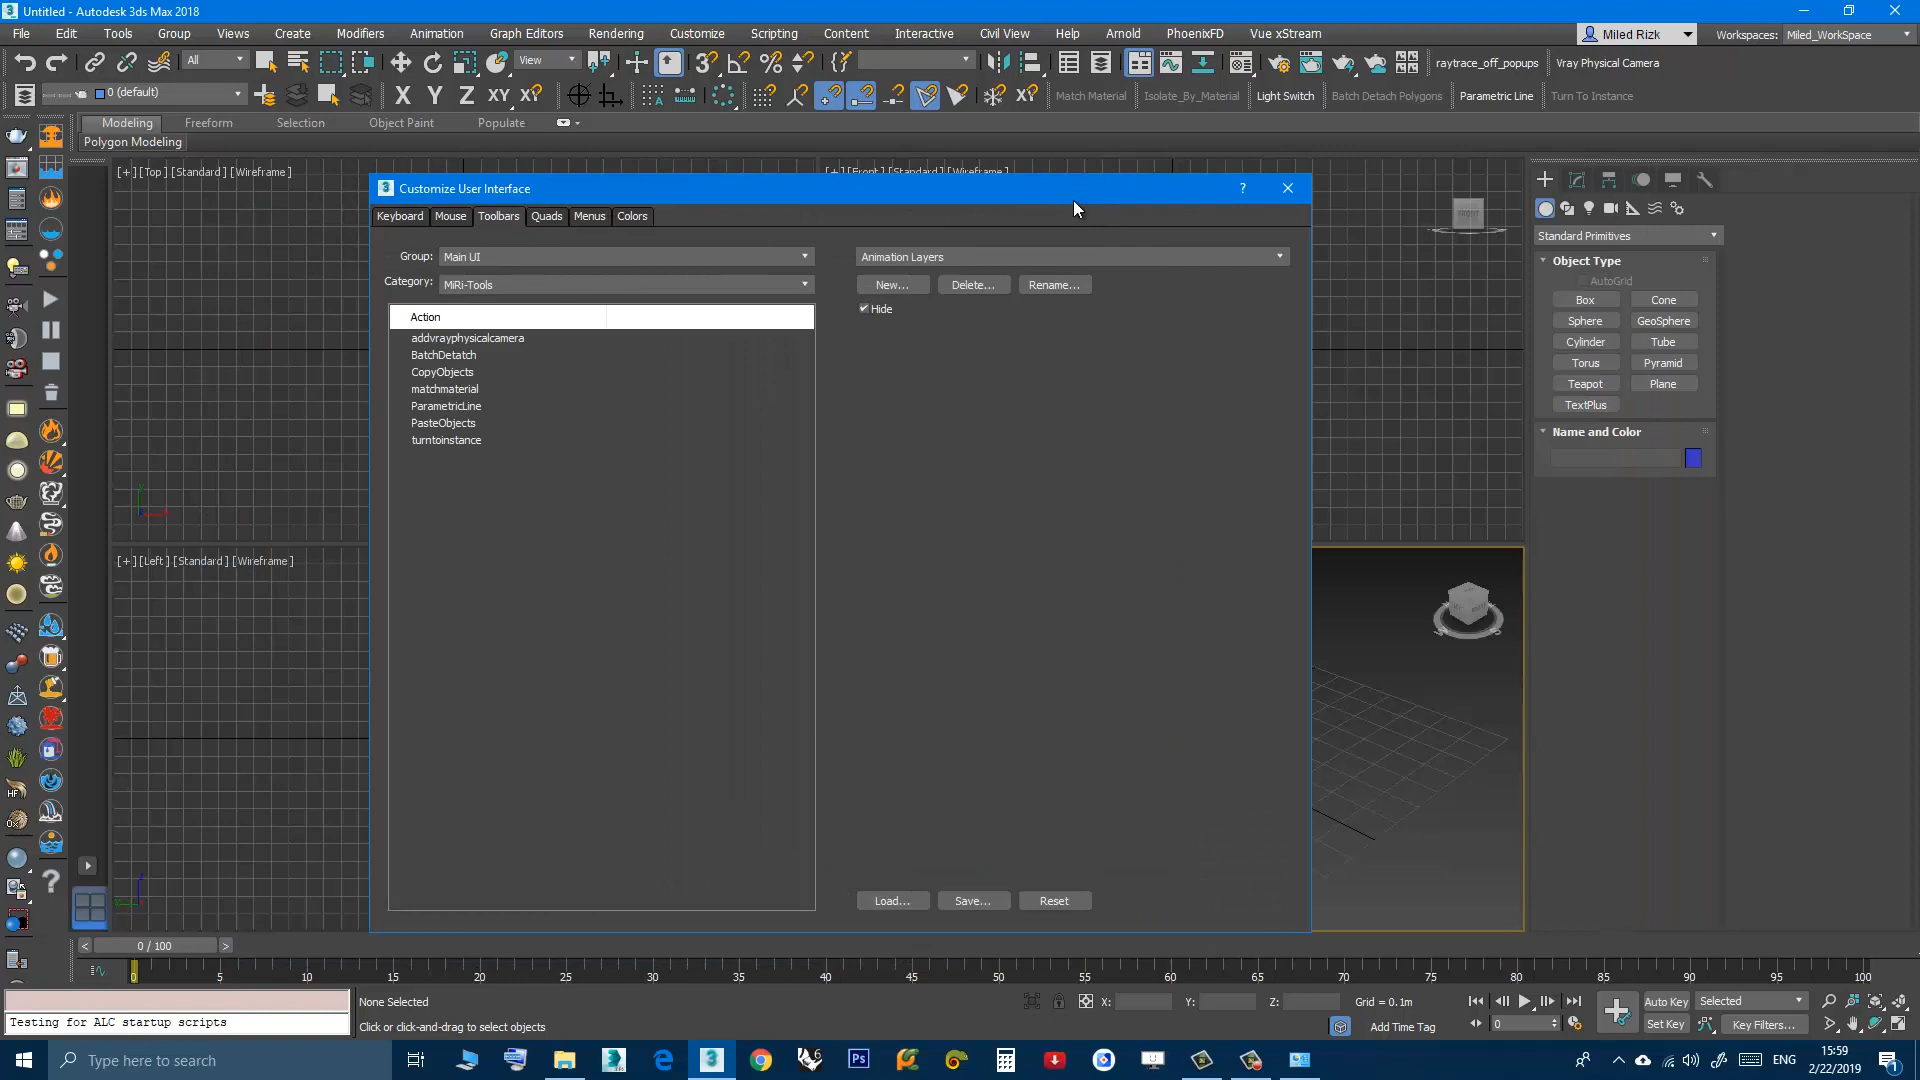 Untitled - Autodesk 3ds Max 2018
File Edit Tools Group Views Create Modifiers Animation Graph Editors Rendering Customize Scripting Content Interactive Civil View Help Arnold PhoenixFD Vue xStream Miled Rizk Workspaces: Miled_WorkSpace
All View raytrace_off_popups Vray Physical Camera
0 (default) X Y Z XY XY Match Material Isolate_By_Material Light Switch Batch Detach Polygons Parametric Line Turn To Instance
Modeling Freeform Selection Object Paint Populate
Polygon Modeling
[+] [Top] [Standard] [Wireframe]
[+] [Front] [Standard] [Wireframe]
Customize User Interface ?
Keyboard Mouse Toolbars Quads Menus Colors
Group: Main UI Animation Layers
Category: MiRi-Tools New... Delete... Rename...
Hide
Action
addvrayphysicalcamera
BatchDetatch
CopyObjects
matchmaterial
ParametricLine
PasteObjects
turntoinstance
Load... Save... Reset
FRONT
Standard Primitives
Object Type
AutoGrid
Box Cone
Sphere GeoSphere
Cylinder Tube
Torus Pyramid
Teapot Plane
TextPlus
Name and Color
[+] [Left] [Standard] [Wireframe]
HF
< 0 / 100 >
0 5 10 15 20 25 30 35 40 45 50 55 60 65 70 75 80 85 90 95 100
None Selected X: Y: Z: Grid = 0.1m Auto Key Selected
Testing for ALC startup scripts
Click or click-and-drag to select objects Add Time Tag 0 Set Key Key Filters...
Type here to search
ENG
15:59
2/22/2019